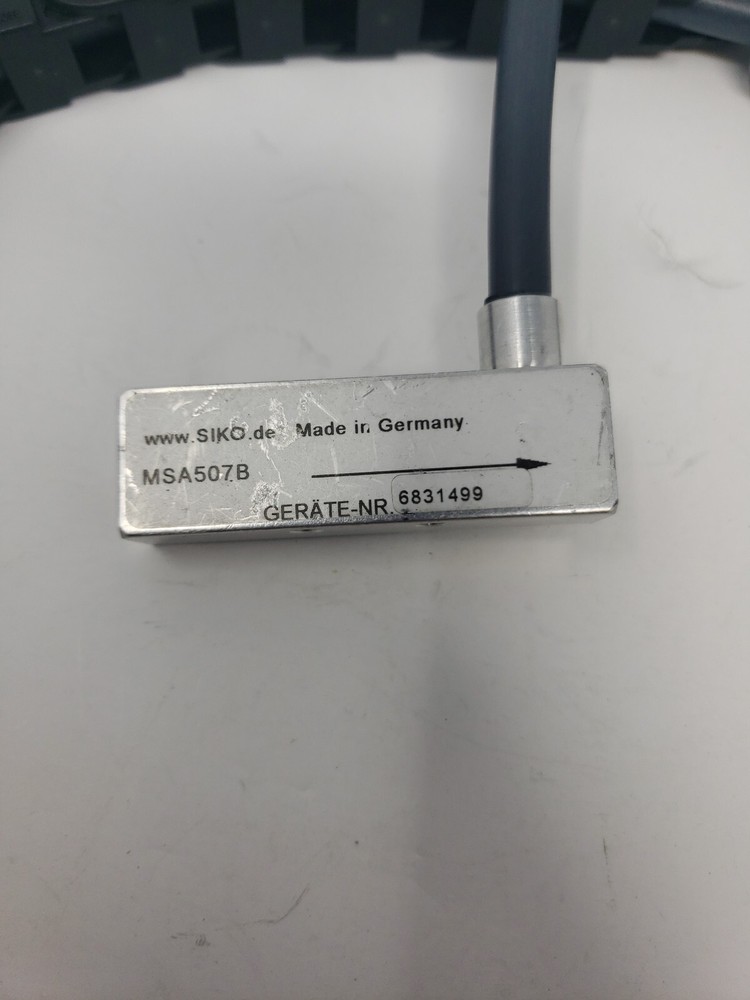 www.SIKO.de Made in Germany
MSA507B
GERÄTE-NR. 6831499